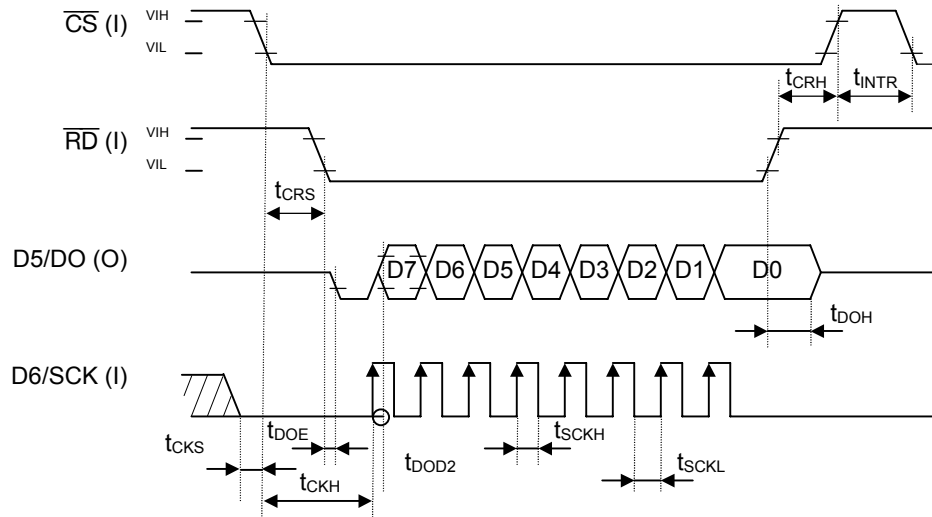 CS (I) VIH
VIL
tCRH tINTR
RD (I) VIH
VIL
tCRS
D5/DO (O) D7 D6 D5 D4 D3 D2 D1 D0
tDOH
D6/SCK (I)
tCKS tDOE tDOD2 tSCKH tSCKL
tCKH